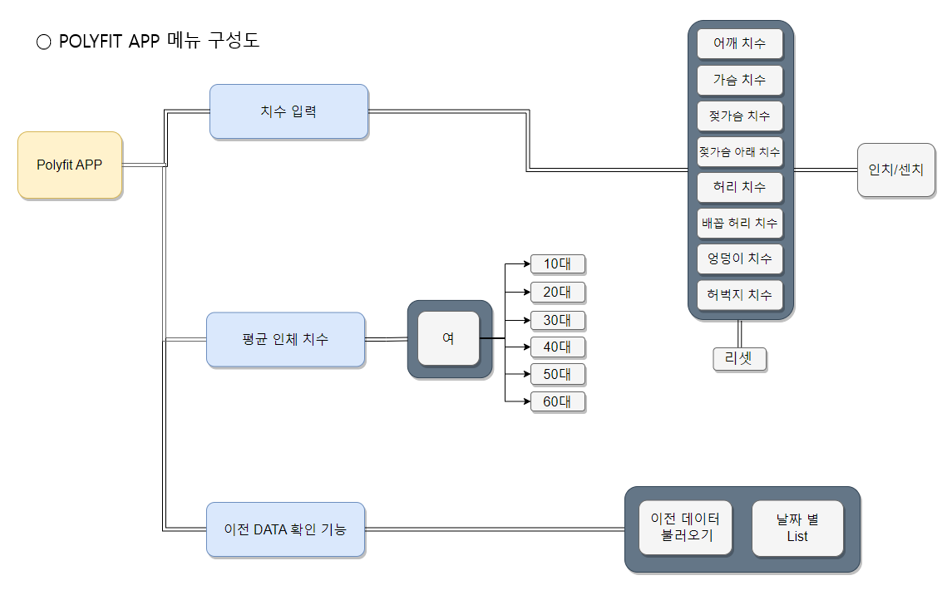 ○ POLYFIT APP 메뉴 구성도
Polyfit APP
치수 입력
어깨 치수
가슴 치수
젖가슴 치수
젖가슴 아래 치수
허리 치수
배꼽 허리 치수
엉덩이 치수
허벅지 치수
인치/센치
리셋
평균 인체 치수
여
10대
20대
30대
40대
50대
60대
이전 DATA 확인 기능
이전 데이터
불러오기
날짜 별
List